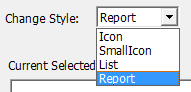 Change Style: Report
Icon
SmallIcon
List
Report
Current Selected